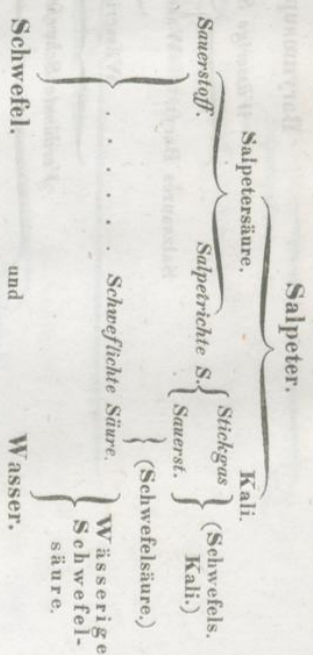 Salpeter.
Salpetersäure. Kali.
Sauerstoff. Salpetrichte S. Stickgas (Schwefels.
Sauerst. Kali.)
. . . . . . Schweflichte Säure. (Schwefelsäure.)
Wässerige
Schwefel-
säure.
Schwefel. und Wasser.